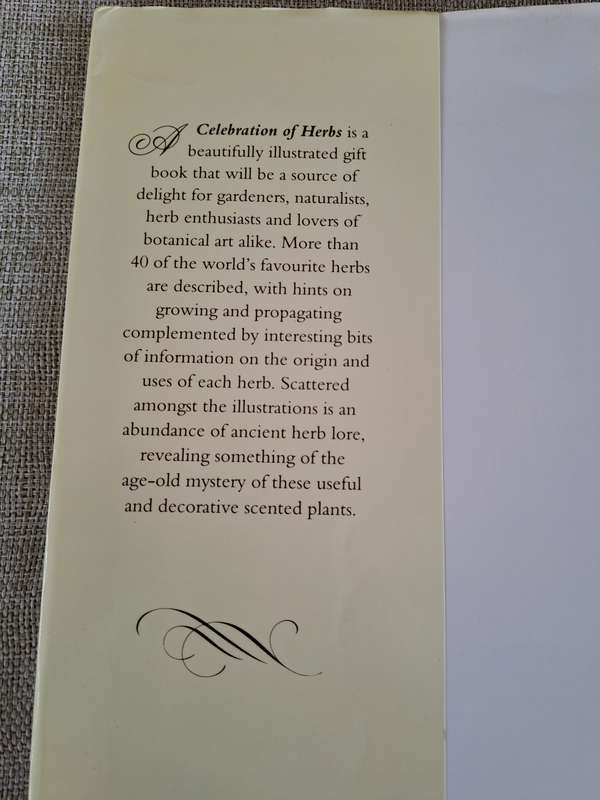 A Celebration of Herbs is a
beautifully illustrated gift
book that will be a source of
delight for gardeners, naturalists,
herb enthusiasts and lovers of
botanical art alike. More than
40 of the world's favourite herbs
are described, with hints on
growing and propagating
complemented by interesting bits
of information on the origin and
uses of each herb. Scattered
amongst the illustrations is an
abundance of ancient herb lore,
revealing something of the
age-old mystery of these useful
and decorative scented plants.